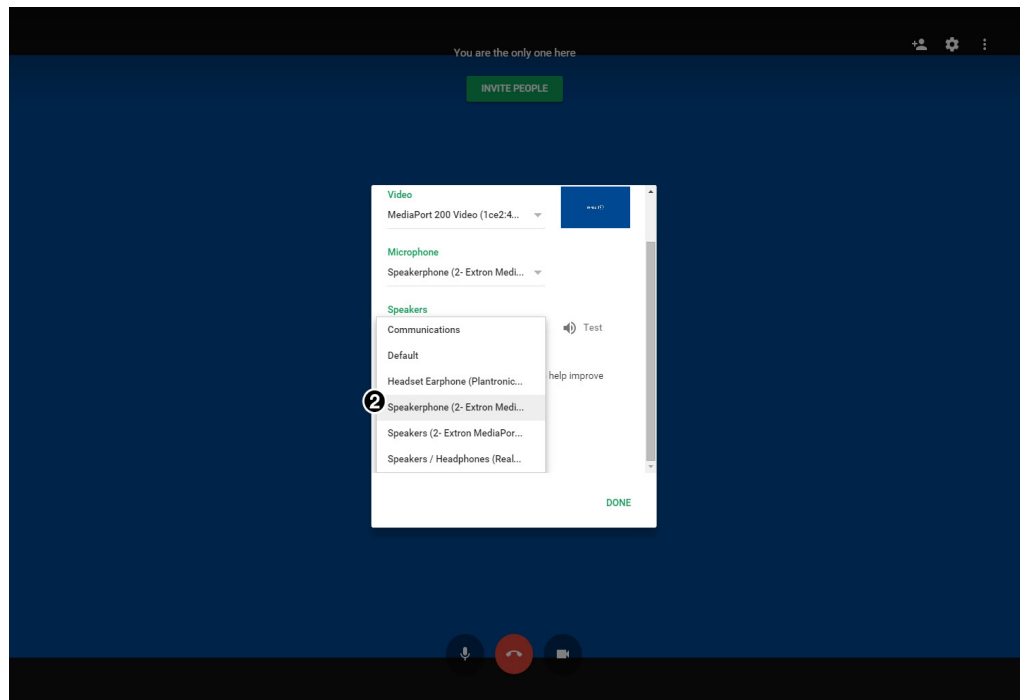 You are the only one here
INVITE PEOPLE
Video
MediaPort 200 Video (1ce2:4...
Microphone
Speakerphone (2- Extron Medi...
Speakers
Communications
Test
Default
Headset Earphone (Plantronic...
help improve
2
Speakerphone (2- Extron Medi...
Speakers (2- Extron MediaPor...
Speakers / Headphones (Real...
DONE